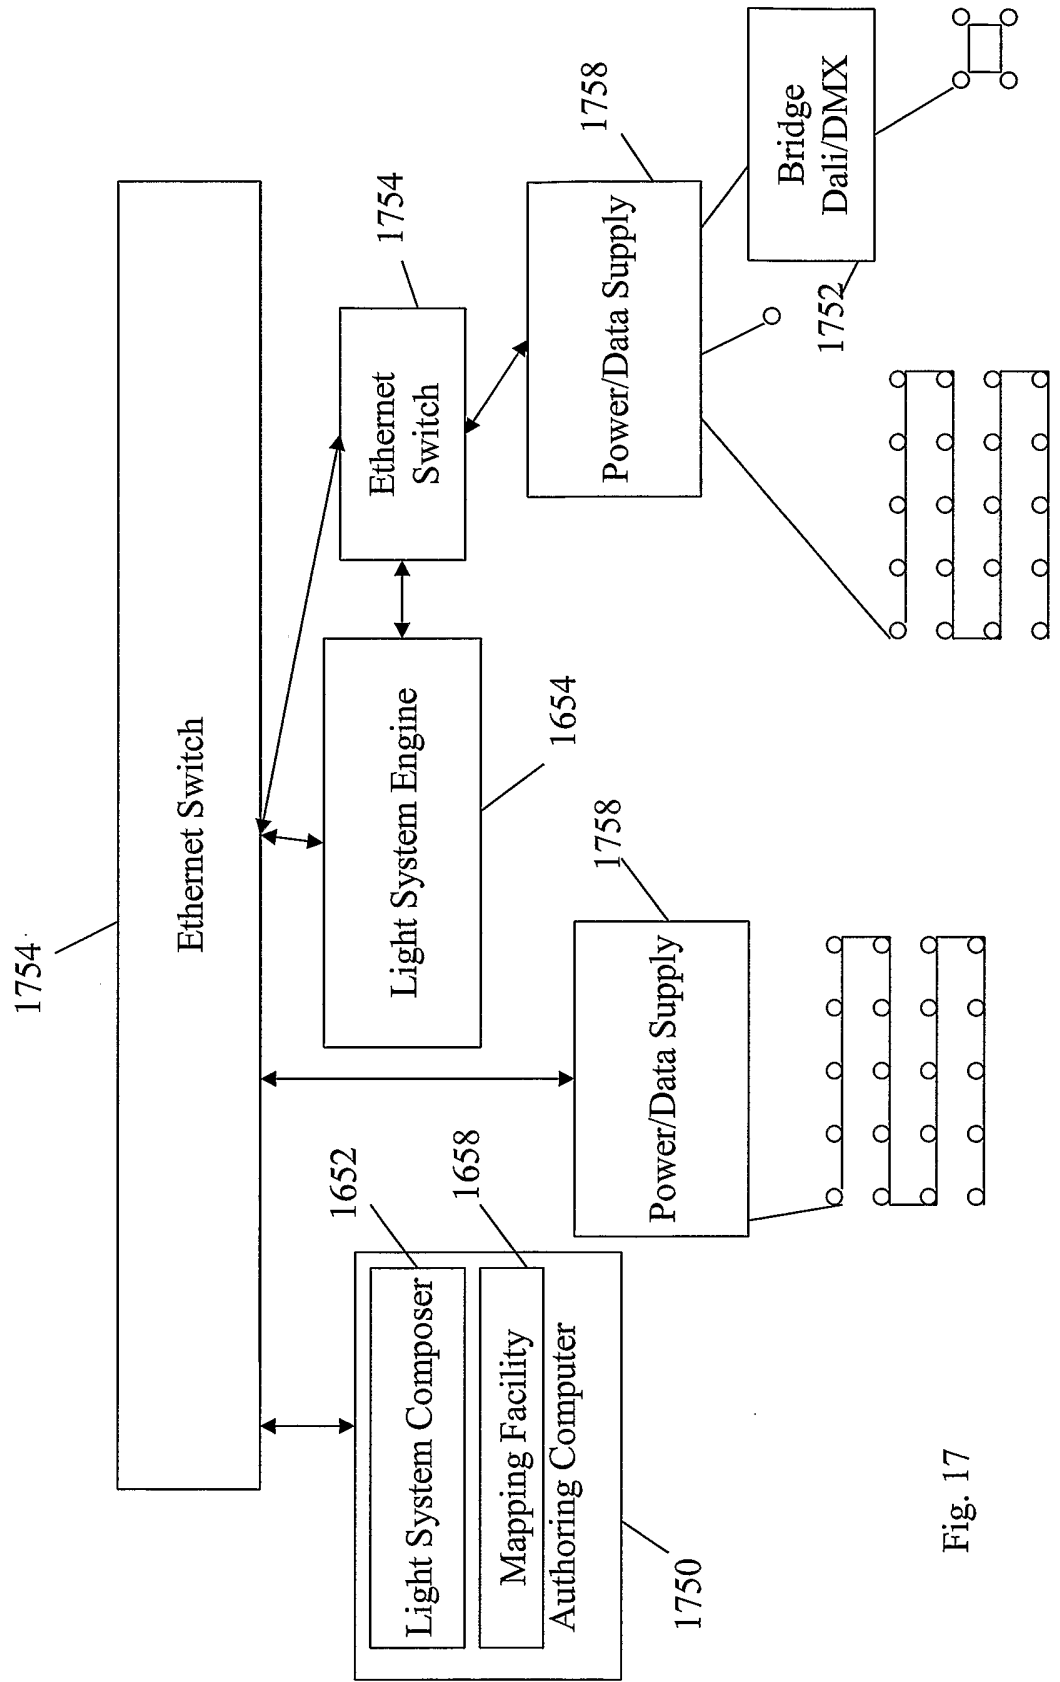 1754
Ethernet Switch
Light System Composer
1652
Mapping Facility
1658
Authoring Computer
1750
Light System Engine
1654
Ethernet
Switch
1754
Power/Data Supply
1758
Power/Data Supply
1758
Bridge
Dali/DMX
1752
Fig. 17